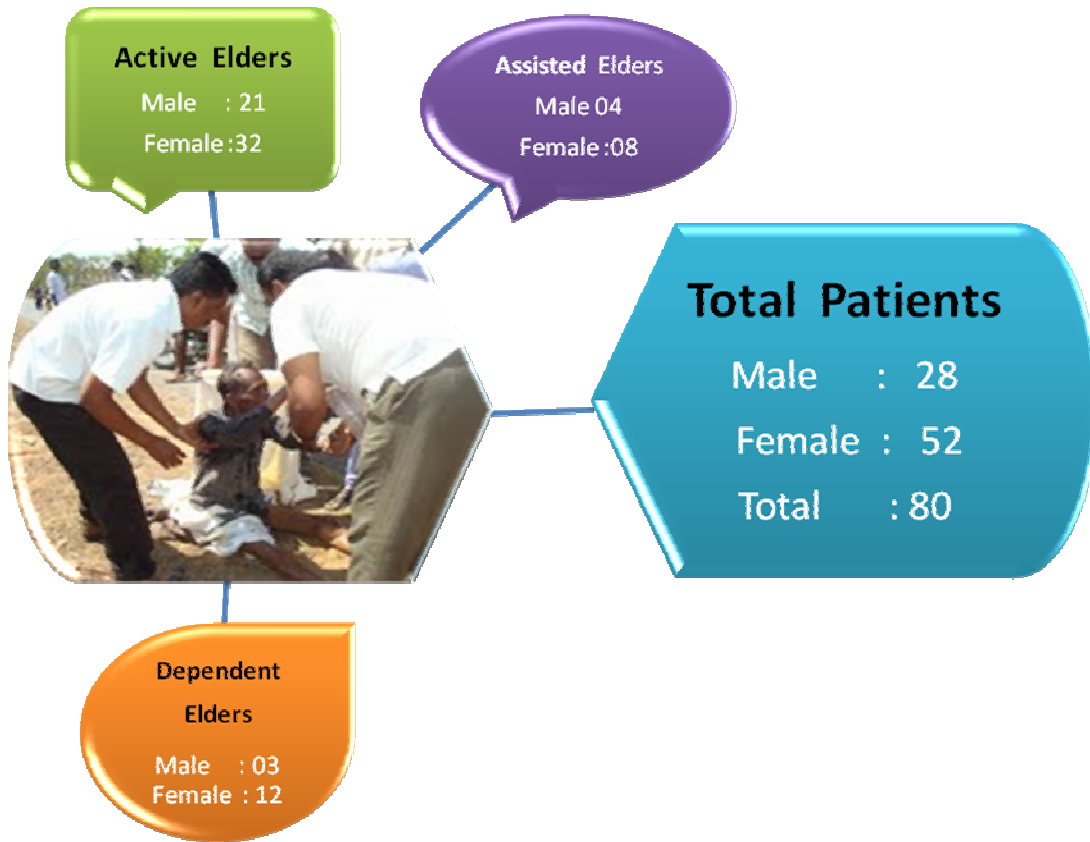 Active Elders
Male : 21
Female :32
Assisted Elders
Male 04
Female :08
Total Patients
Male : 28
Female : 52
Total : 80
Dependent
Elders
Male : 03
Female : 12